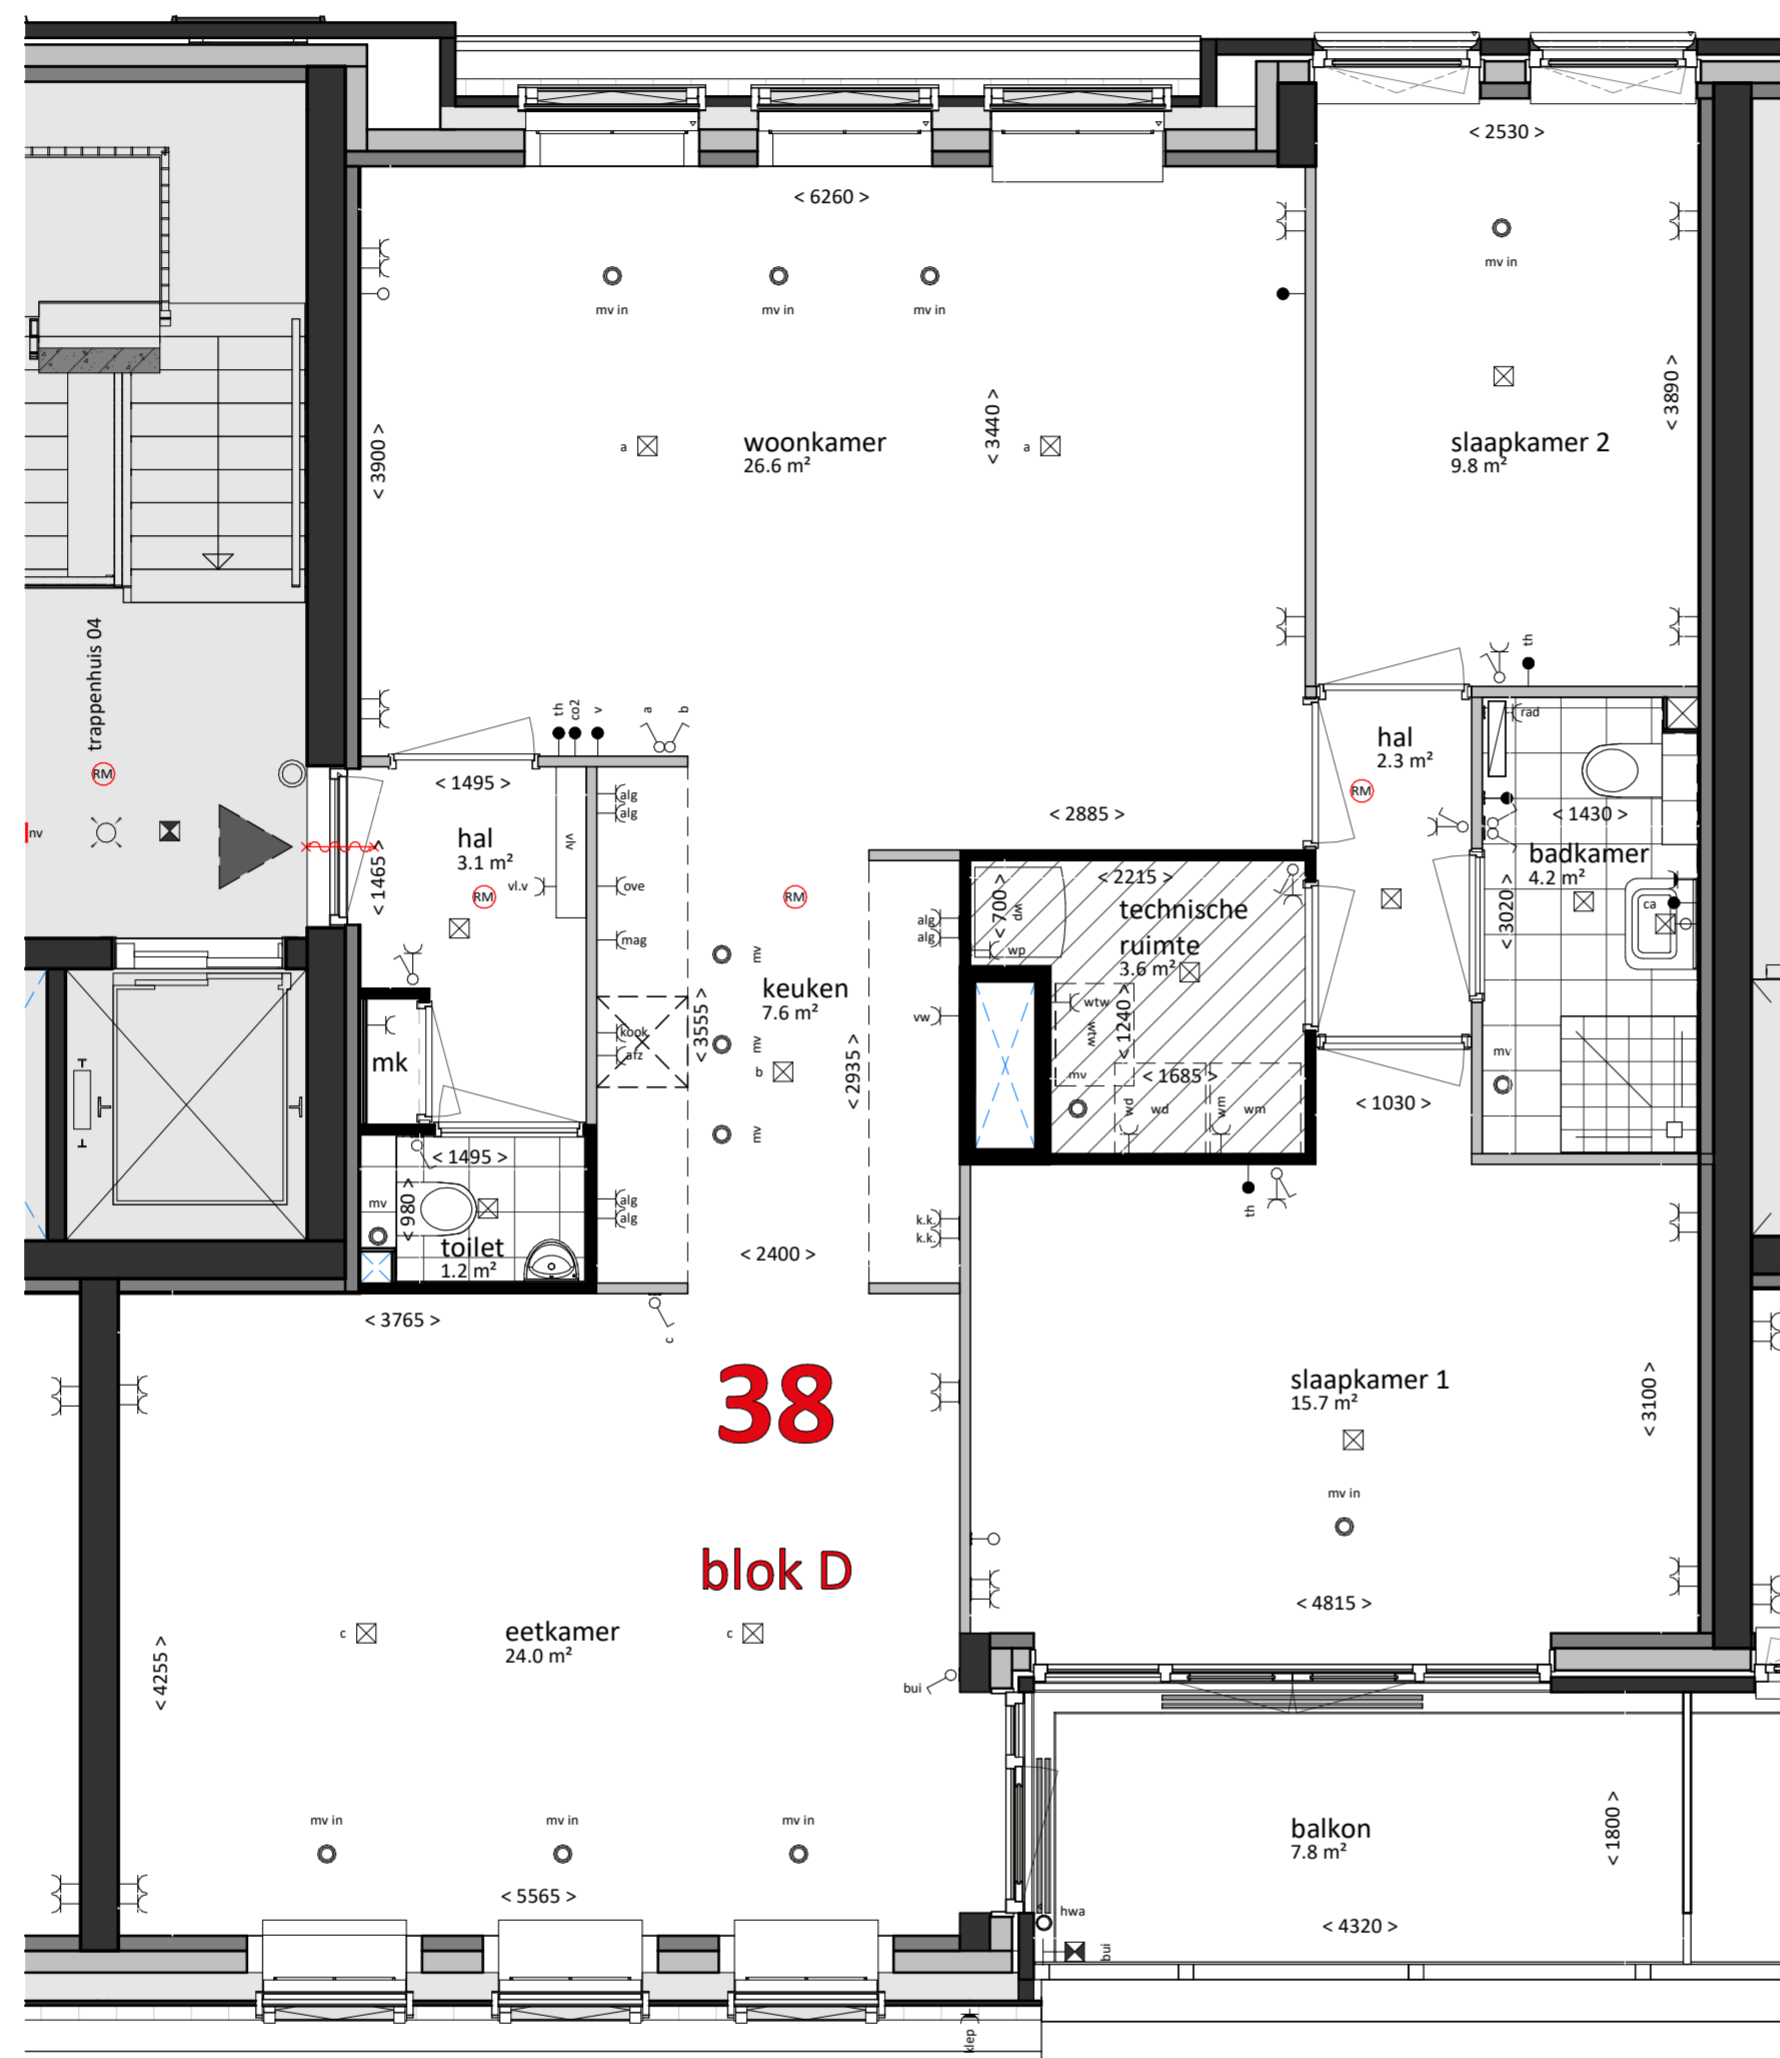 < 2530 >
< 6260 >
mv in
mv in
mv in
mv in
< 3900 >
a
woonkamer
26.6 m²
< 3440 >
a
slaapkamer 2
9.8 m²
< 3890 >
trappenhuis 04
RM
nv
th
co2
v
a
b
th
< 1495 >
hal
3.1 m²
< 1465 >
vl.v
RM
vlv
alg
alg
ove
mag
kook
afz
alg
alg
RM
mv
mv
mv
keuken
7.6 m²
b
< 3555 >
< 2935 >
< 2400 >
alg
alg
vw
k.k.
k.k.
< 2885 >
hal
2.3 m²
RM
rad
< 1430 >
badkamer
4.2 m²
ca
< 3020 >
mv
< 2215 >
< 700 >
wp
wp
technische
ruimte
3.6 m²
wtw
wtw
< 1240 >
mv
< 1685 >
wd
wd
wm
wm
< 1030 >
mk
< 1495 >
mv
< 980 >
toilet
1.2 m²
< 3765 >
c
th
38
blok D
slaapkamer 1
15.7 m²
< 3100 >
mv in
< 4815 >
c
eetkamer
24.0 m²
c
< 4255 >
bui
mv in
mv in
mv in
< 5565 >
balkon
7.8 m²
< 1800 >
hwa
< 4320 >
bui
klep